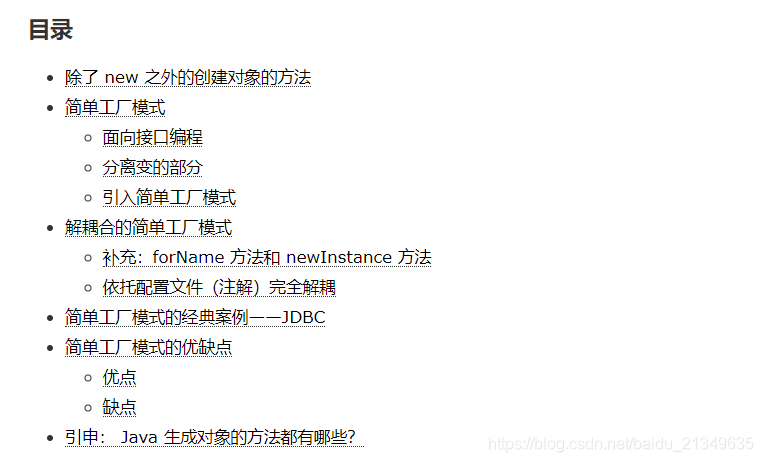 目录
除了 new 之外的创建对象的方法
简单工厂模式
面向接口编程
分离变的部分
引入简单工厂模式
解耦合的简单工厂模式
补充：forName 方法和 newInstance 方法
依托配置文件（注解）完全解耦
简单工厂模式的经典案例——JDBC
简单工厂模式的优缺点
优点
缺点
引申： Java 生成对象的方法都有哪些？
https://blog.csdn.net/baidu_21349635